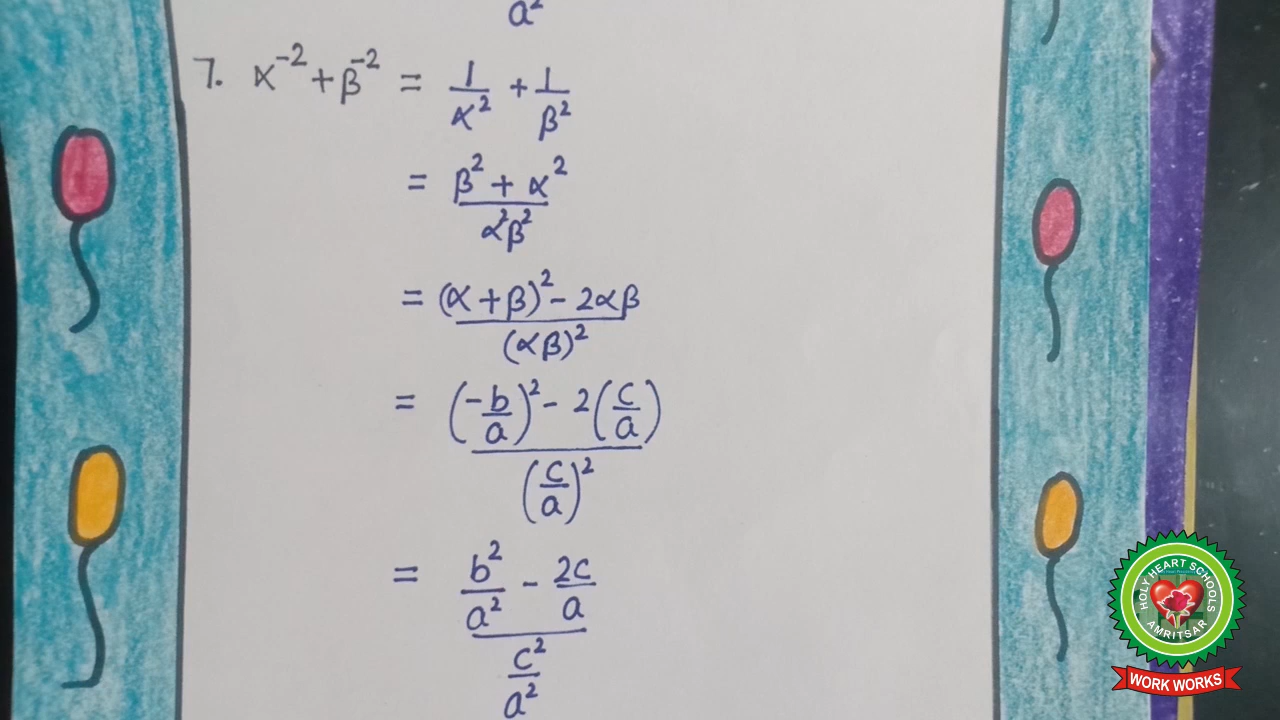 a²
7. α⁻² + β⁻² = 1/α² + 1/β²
= β² + α² / α²β²
= (α + β)² - 2αβ / (αβ)²
= (-b/a)² - 2(c/a) / (c/a)²
= b²/a² - 2c/a / c²/a²
HOLY HEART SCHOOLS
AMRITSAR
WORK WORKS